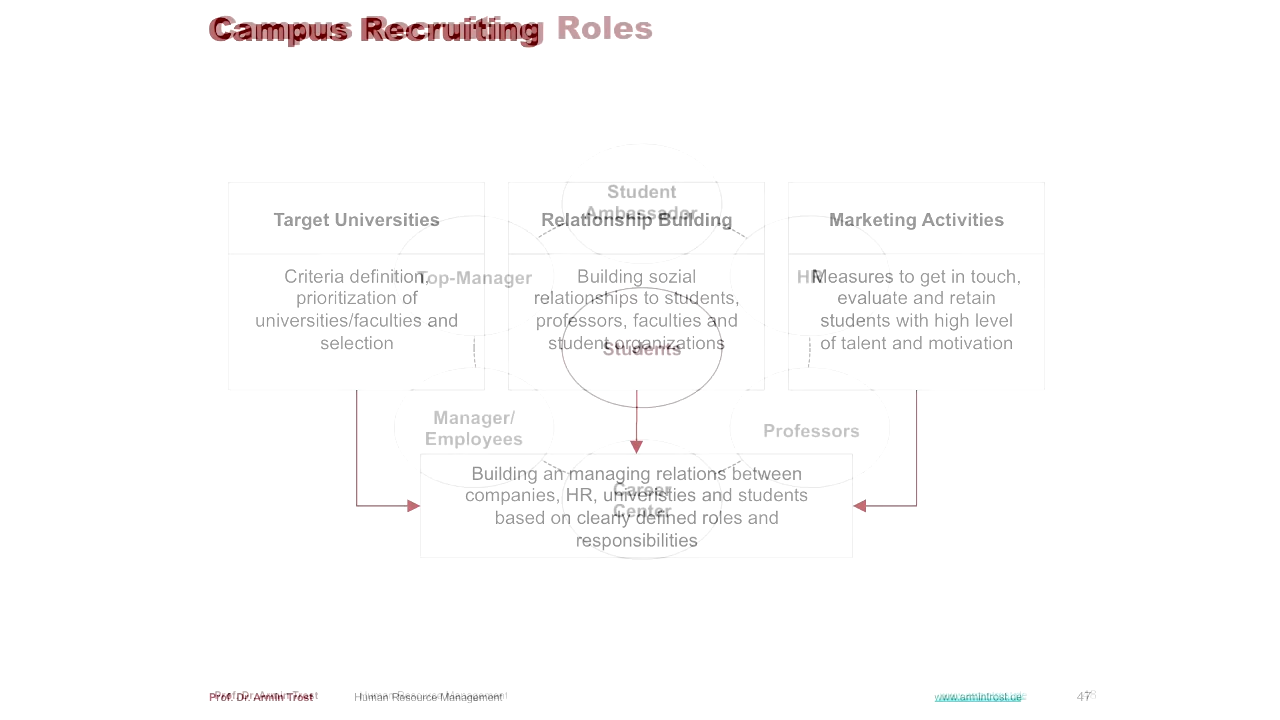 Campus Recruiting Roles
Student
Ambassador
Target Universities
Relationship Building
Marketing Activities
Top-Manager
HR
Criteria definition,
prioritization of
universities/faculties and
selection
Building sozial
relationships to students,
professors, faculties and
student organizations
Measures to get in touch,
evaluate and retain
students with high level
of talent and motivation
Students
Manager/
Employees
Professors
Building an managing relations between
companies, HR, univeristies and students
based on clearly defined roles and
responsibilities
Career
Center
Prof. Dr. Armin Trost
Human Resource Management
www.armintrost.de
47